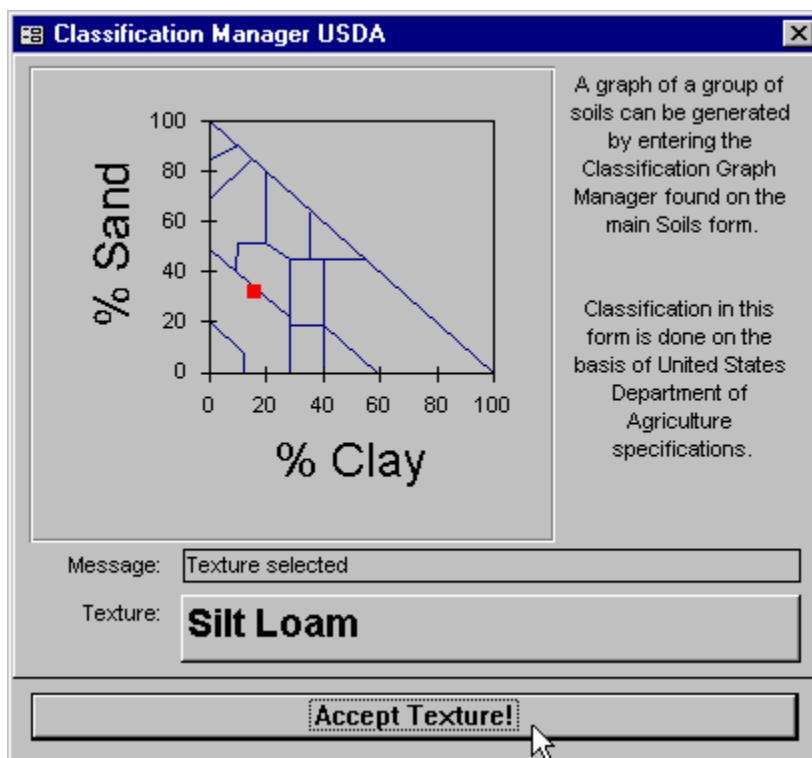 Classification Manager USDA
A graph of a group of
soils can be generated
by entering the
Classification Graph
Manager found on the
main Soils form.
Classification in this
form is done on the
basis of United States
Department of
Agriculture
specifications.
% Sand
100
80
60
40
20
0
0 20 40 60 80 100
% Clay
Message: Texture selected
Texture: Silt Loam
Accept Texture!